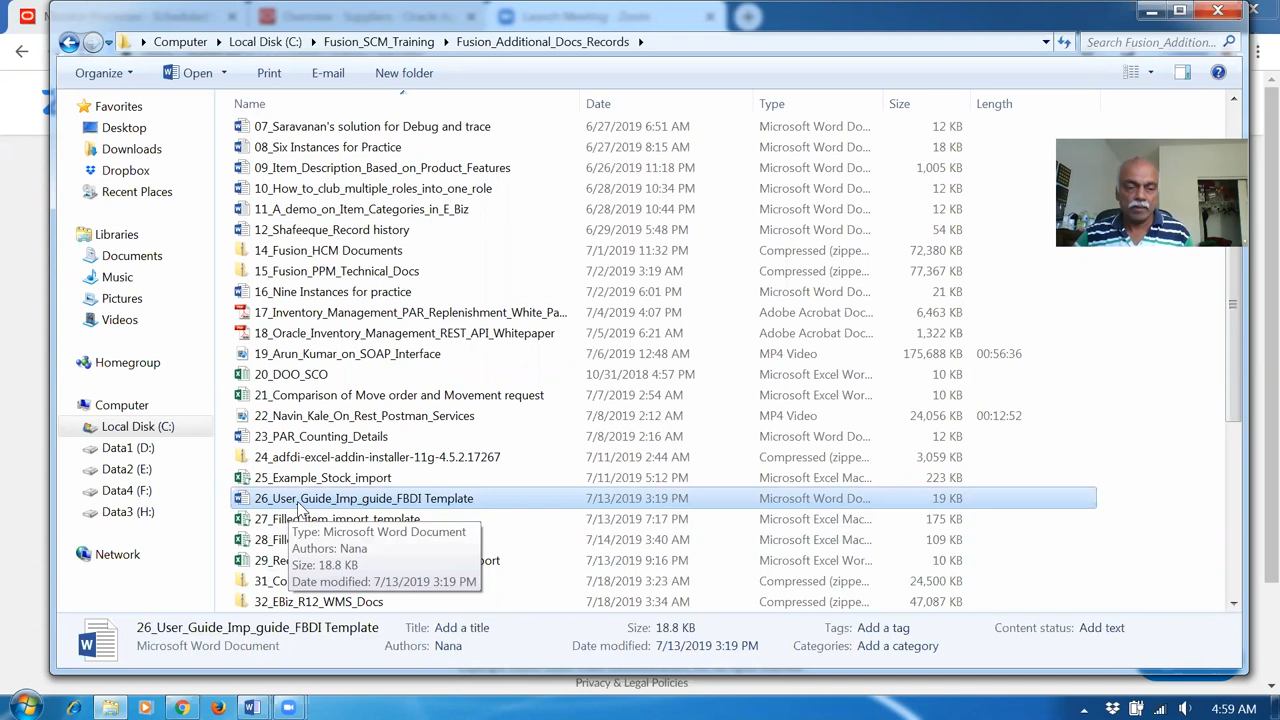 Computer Local Disk (C:) Fusion_SCM_Training Fusion_Additional_Docs_Records Search Fusion_Addition...
Organize Open Print E-mail New folder
Favorites
Desktop
Downloads
Dropbox
Recent Places
Libraries
Documents
Music
Pictures
Videos
Homegroup
Computer
Local Disk (C:)
Data1 (D:)
Data2 (E:)
Data4 (F:)
Data3 (H:)
Network
Name Date Type Size Length
07_Saravanan's solution for Debug and trace 6/27/2019 6:51 AM Microsoft Word Do... 12 KB
08_Six Instances for Practice 6/27/2019 8:15 AM Microsoft Word Do... 18 KB
09_Item_Description_Based_on_Product_Features 6/26/2019 11:18 PM Microsoft Word Do... 1,005 KB
10_How_to_club_multiple_roles_into_one_role 6/28/2019 10:34 PM Microsoft Word Do... 12 KB
11_A_demo_on_Item_Categories_in_E_Biz 6/28/2019 10:44 PM Microsoft Word Do... 12 KB
12_Shafeeque_Record history 6/29/2019 5:48 PM Microsoft Word Do... 54 KB
14_Fusion_HCM Documents 7/1/2019 11:32 PM Compressed (zippe... 72,380 KB
15_Fusion_PPM_Technical_Docs 7/2/2019 3:19 AM Compressed (zippe... 77,367 KB
16_Nine Instances for practice 7/2/2019 6:01 PM Microsoft Word Do... 21 KB
17_Inventory_Management_PAR_Replenishment_White_Pa... 7/7/2019 4:07 PM Adobe Acrobat Doc... 6,463 KB
18_Oracle_Inventory_Management_REST_API_Whitepaper 7/5/2019 6:21 AM Adobe Acrobat Doc... 1,322 KB
19_Arun_Kumar_on_SOAP_Interface 7/6/2019 12:48 AM MP4 Video 175,688 KB 00:56:36
20_DOO_SCO 10/31/2018 4:57 PM Microsoft Excel Wor... 10 KB
21_Comparison of Move order and Movement request 7/7/2019 2:54 AM Microsoft Excel Wor... 10 KB
22_Navin_Kale_On_Rest_Postman_Services 7/8/2019 2:12 AM MP4 Video 24,056 KB 00:12:52
23_PAR_Counting_Details 7/8/2019 2:16 AM Microsoft Word Do... 12 KB
24_adfdi-excel-addin-installer-11g-4.5.2.17267 7/11/2019 2:44 AM Compressed (zippe... 3,059 KB
25_Example_Stock_import 7/11/2019 5:12 PM Microsoft Excel Mac... 223 KB
26_User_Guide_Imp_guide_FBDI Template 7/13/2019 3:19 PM Microsoft Word Do... 19 KB
27_Filled_item_import_template 7/13/2019 7:17 PM Microsoft Excel Mac... 175 KB
28_Fill 7/14/2019 3:40 AM Microsoft Excel Mac... 109 KB
29_Re port 7/13/2019 9:16 PM Microsoft Excel Mac... 60 KB
31_Co 7/18/2019 3:23 AM Compressed (zippe... 24,500 KB
32_EBiz_R12_WMS_Docs 7/18/2019 3:34 AM Compressed (zippe... 47,087 KB
Type: Microsoft Word Document
Authors: Nana
Size: 18.8 KB
Date modified: 7/13/2019 3:19 PM
26_User_Guide_Imp_guide_FBDI Template Title: Add a title Size: 18.8 KB Tags: Add a tag Content status: Add text
Microsoft Word Document Authors: Nana Date modified: 7/13/2019 3:19 PM Categories: Add a category
Privacy & Legal Policies
4:59 AM